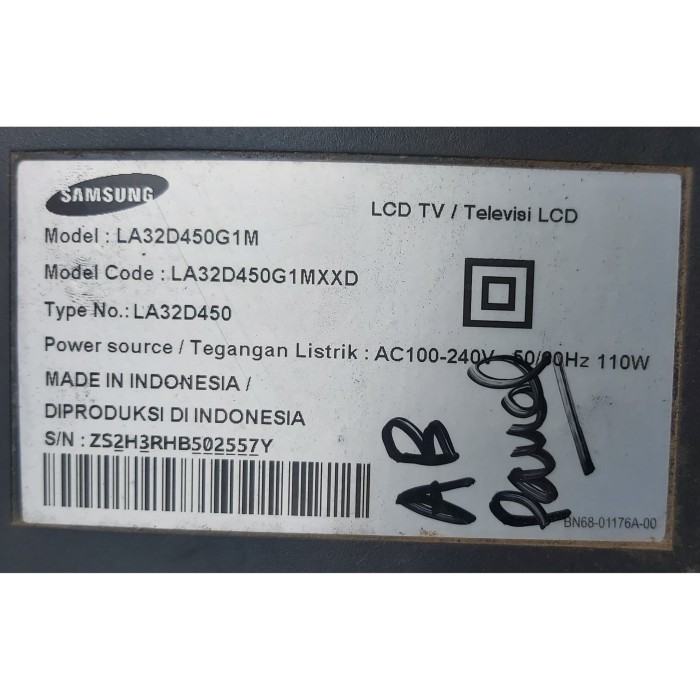 SAMSUNG
LCD TV / Televisi LCD
Model : LA32D450G1M
Model Code : LA32D450G1MXXD
Type No.: LA32D450
Power source / Tegangan Listrik : AC100-240V~ 50/60Hz 110W
MADE IN INDONESIA /
DIPRODUKSI DI INDONESIA
S/N : ZS2H3RHB502557Y
AB
Panel
BN68-01176A-00